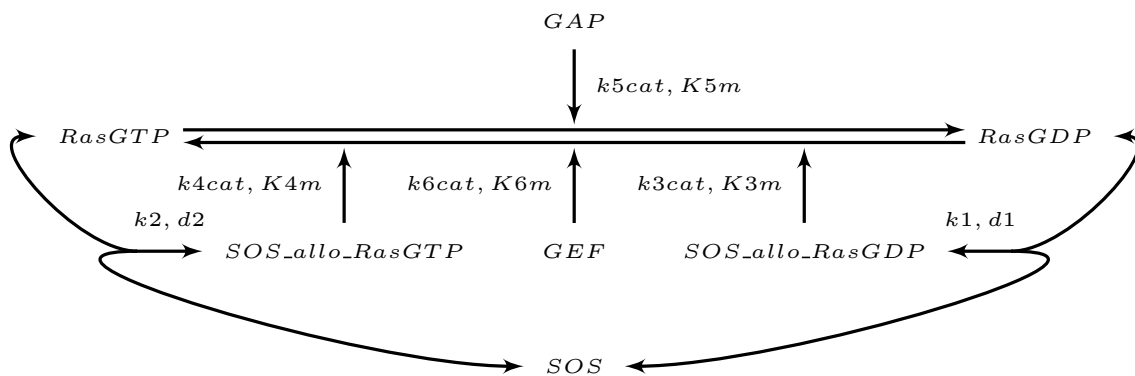 GAP
k5cat, K5m
RasGTP
RasGDP
k4cat, K4m
k6cat, K6m
k3cat, K3m
k2, d2
k1, d1
SOS_allo_RasGTP
GEF
SOS_allo_RasGDP
SOS